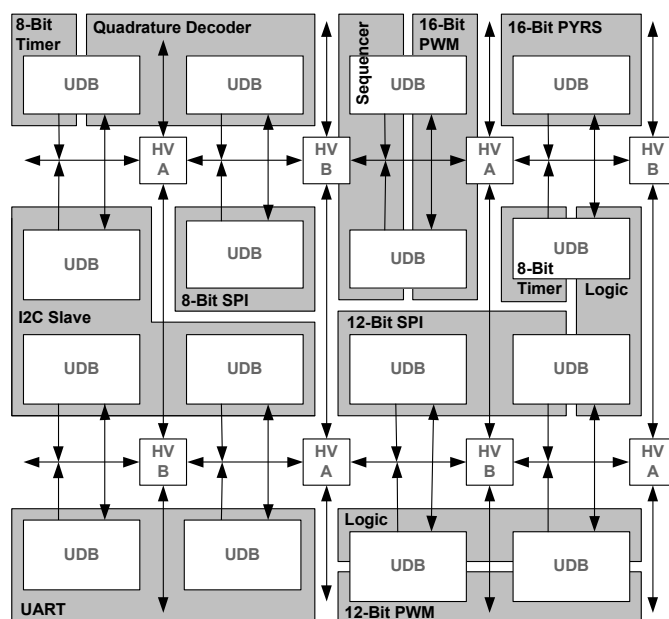 8-Bit
Timer
Quadrature Decoder
Sequencer
16-Bit
PWM
16-Bit PYRS
UDB
UDB
UDB
UDB
HV
A
HV
B
HV
A
HV
B
UDB
UDB
UDB
UDB
8-Bit SPI
8-Bit
Timer
Logic
I2C Slave
12-Bit SPI
UDB
UDB
UDB
UDB
HV
B
HV
A
HV
B
HV
A
Logic
UDB
UDB
UDB
UDB
UART
12-Bit PWM